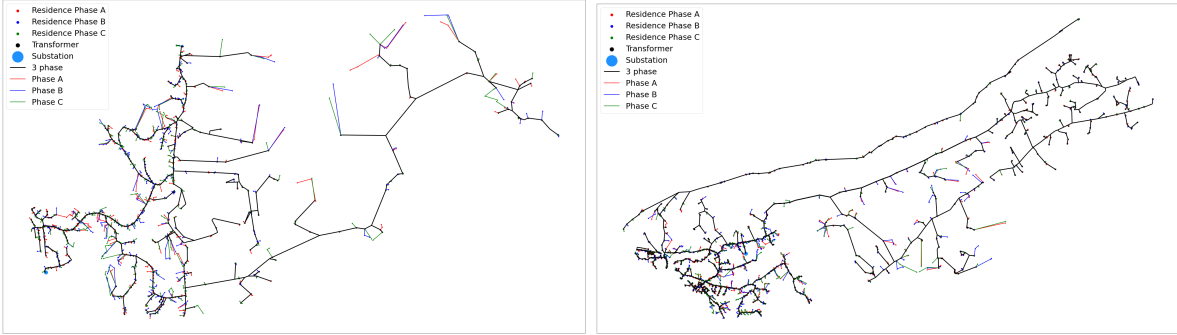 Residence Phase A
Residence Phase B
Residence Phase C
Transformer
Substation
3 phase
Phase A
Phase B
Phase C
Residence Phase A
Residence Phase B
Residence Phase C
Transformer
Substation
3 phase
Phase A
Phase B
Phase C